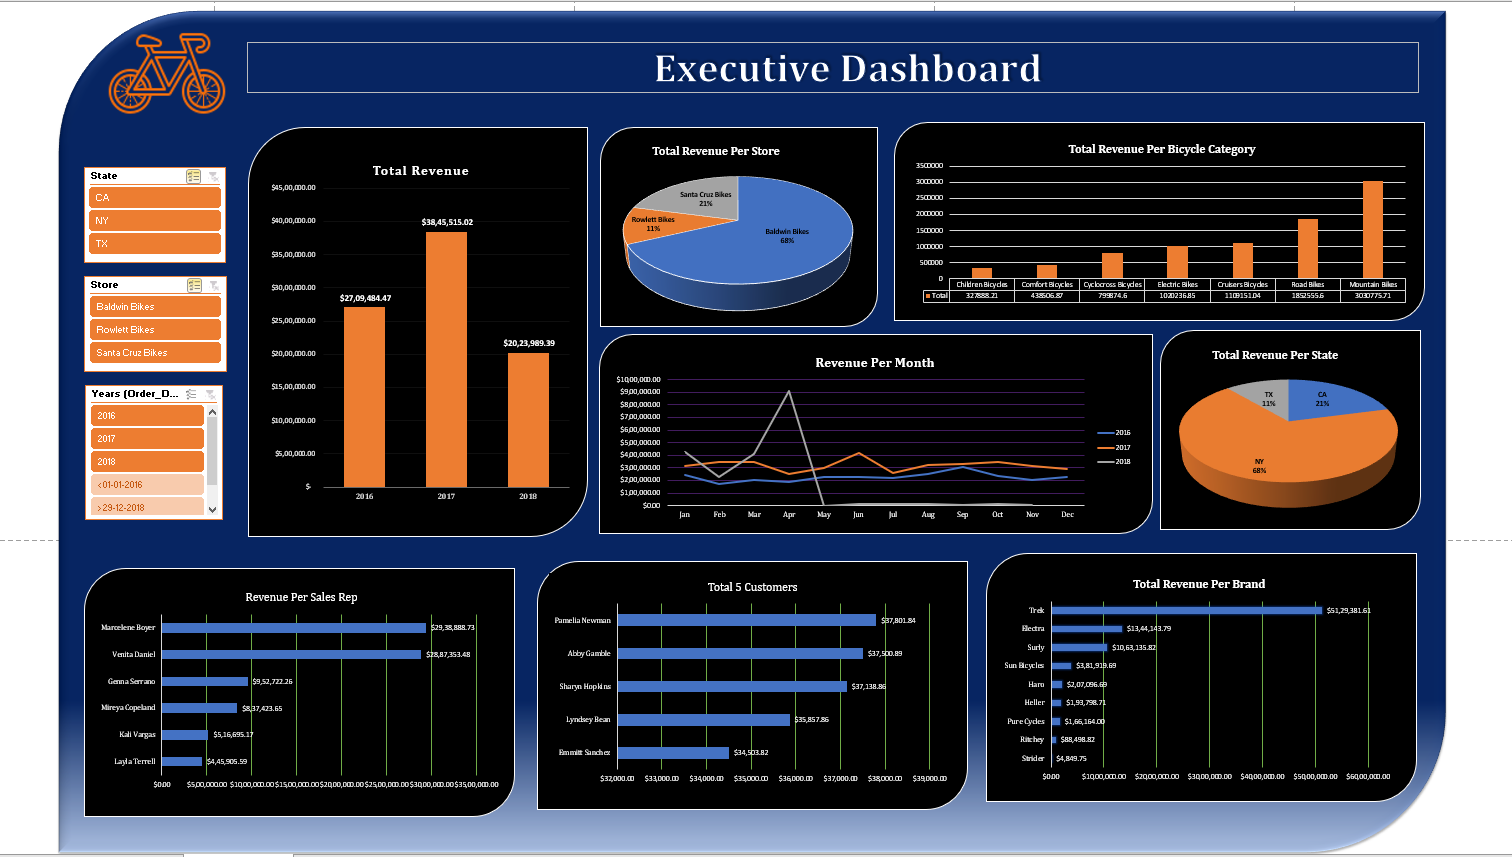 Executive Dashboard
State
CA
NY
TX
Store
Baldwin Bikes
Rowlett Bikes
Santa Cruz Bikes
Years (Order_D...
2016
2017
2018
<01-01-2016
>29-12-2018
Total Revenue
$45,00,000.00
$40,00,000.00
$35,00,000.00
$30,00,000.00
$25,00,000.00
$20,00,000.00
$15,00,000.00
$10,00,000.00
$5,00,000.00
$-
$27,09,484.47
$38,45,515.02
$20,23,989.39
2016 2017 2018
Total Revenue Per Store
Santa Cruz Bikes
21%
Rowlett Bikes
11%
Baldwin Bikes
68%
Total Revenue Per Bicycle Category
3500000
3000000
2500000
2000000
1500000
1000000
500000
0
Children Bicycles Comfort Bicycles Cyclocross Bicycles Electric Bikes Cruisers Bicycles Road Bikes Mountain Bikes
Total 327888.21 438506.87 799874.6 1020236.85 1109151.04 1852555.6 3030775.71
Revenue Per Month
$10,00,000.00
$9,00,000.00
$8,00,000.00
$7,00,000.00
$6,00,000.00
$5,00,000.00
$4,00,000.00
$3,00,000.00
$2,00,000.00
$1,00,000.00
$0.00
Jan Feb Mar Apr May Jun Jul Aug Sep Oct Nov Dec
2016
2017
2018
Total Revenue Per State
TX
11%
CA
21%
NY
68%
Revenue Per Sales Rep
Marcelene Boyer $29,38,888.73
Venita Daniel $28,87,353.48
Genna Serrano $9,52,722.26
Mireya Copeland $8,37,423.65
Kali Vargas $5,16,695.17
Layla Terrell $4,45,905.59
$0.00 $5,00,000.00 $10,00,000.00 $15,00,000.00 $20,00,000.00 $25,00,000.00 $30,00,000.00 $35,00,000.00
Total 5 Customers
Pamelia Newman $37,801.84
Abby Gamble $37,500.89
Sharyn Hopkins $37,138.86
Lyndsey Bean $35,857.86
Emmitt Sanchez $34,503.82
$32,000.00 $33,000.00 $34,000.00 $35,000.00 $36,000.00 $37,000.00 $38,000.00 $39,000.00
Total Revenue Per Brand
Trek $51,29,381.61
Electra $13,44,143.79
Surly $10,63,135.82
Sun Bicycles $3,81,919.69
Haro $2,07,096.69
Heller $1,93,798.71
Pure Cycles $1,66,164.00
Ritchey $88,498.82
Strider $4,849.75
$0.00 $10,00,000.00 $20,00,000.00 $30,00,000.00 $40,00,000.00 $50,00,000.00 $60,00,000.00